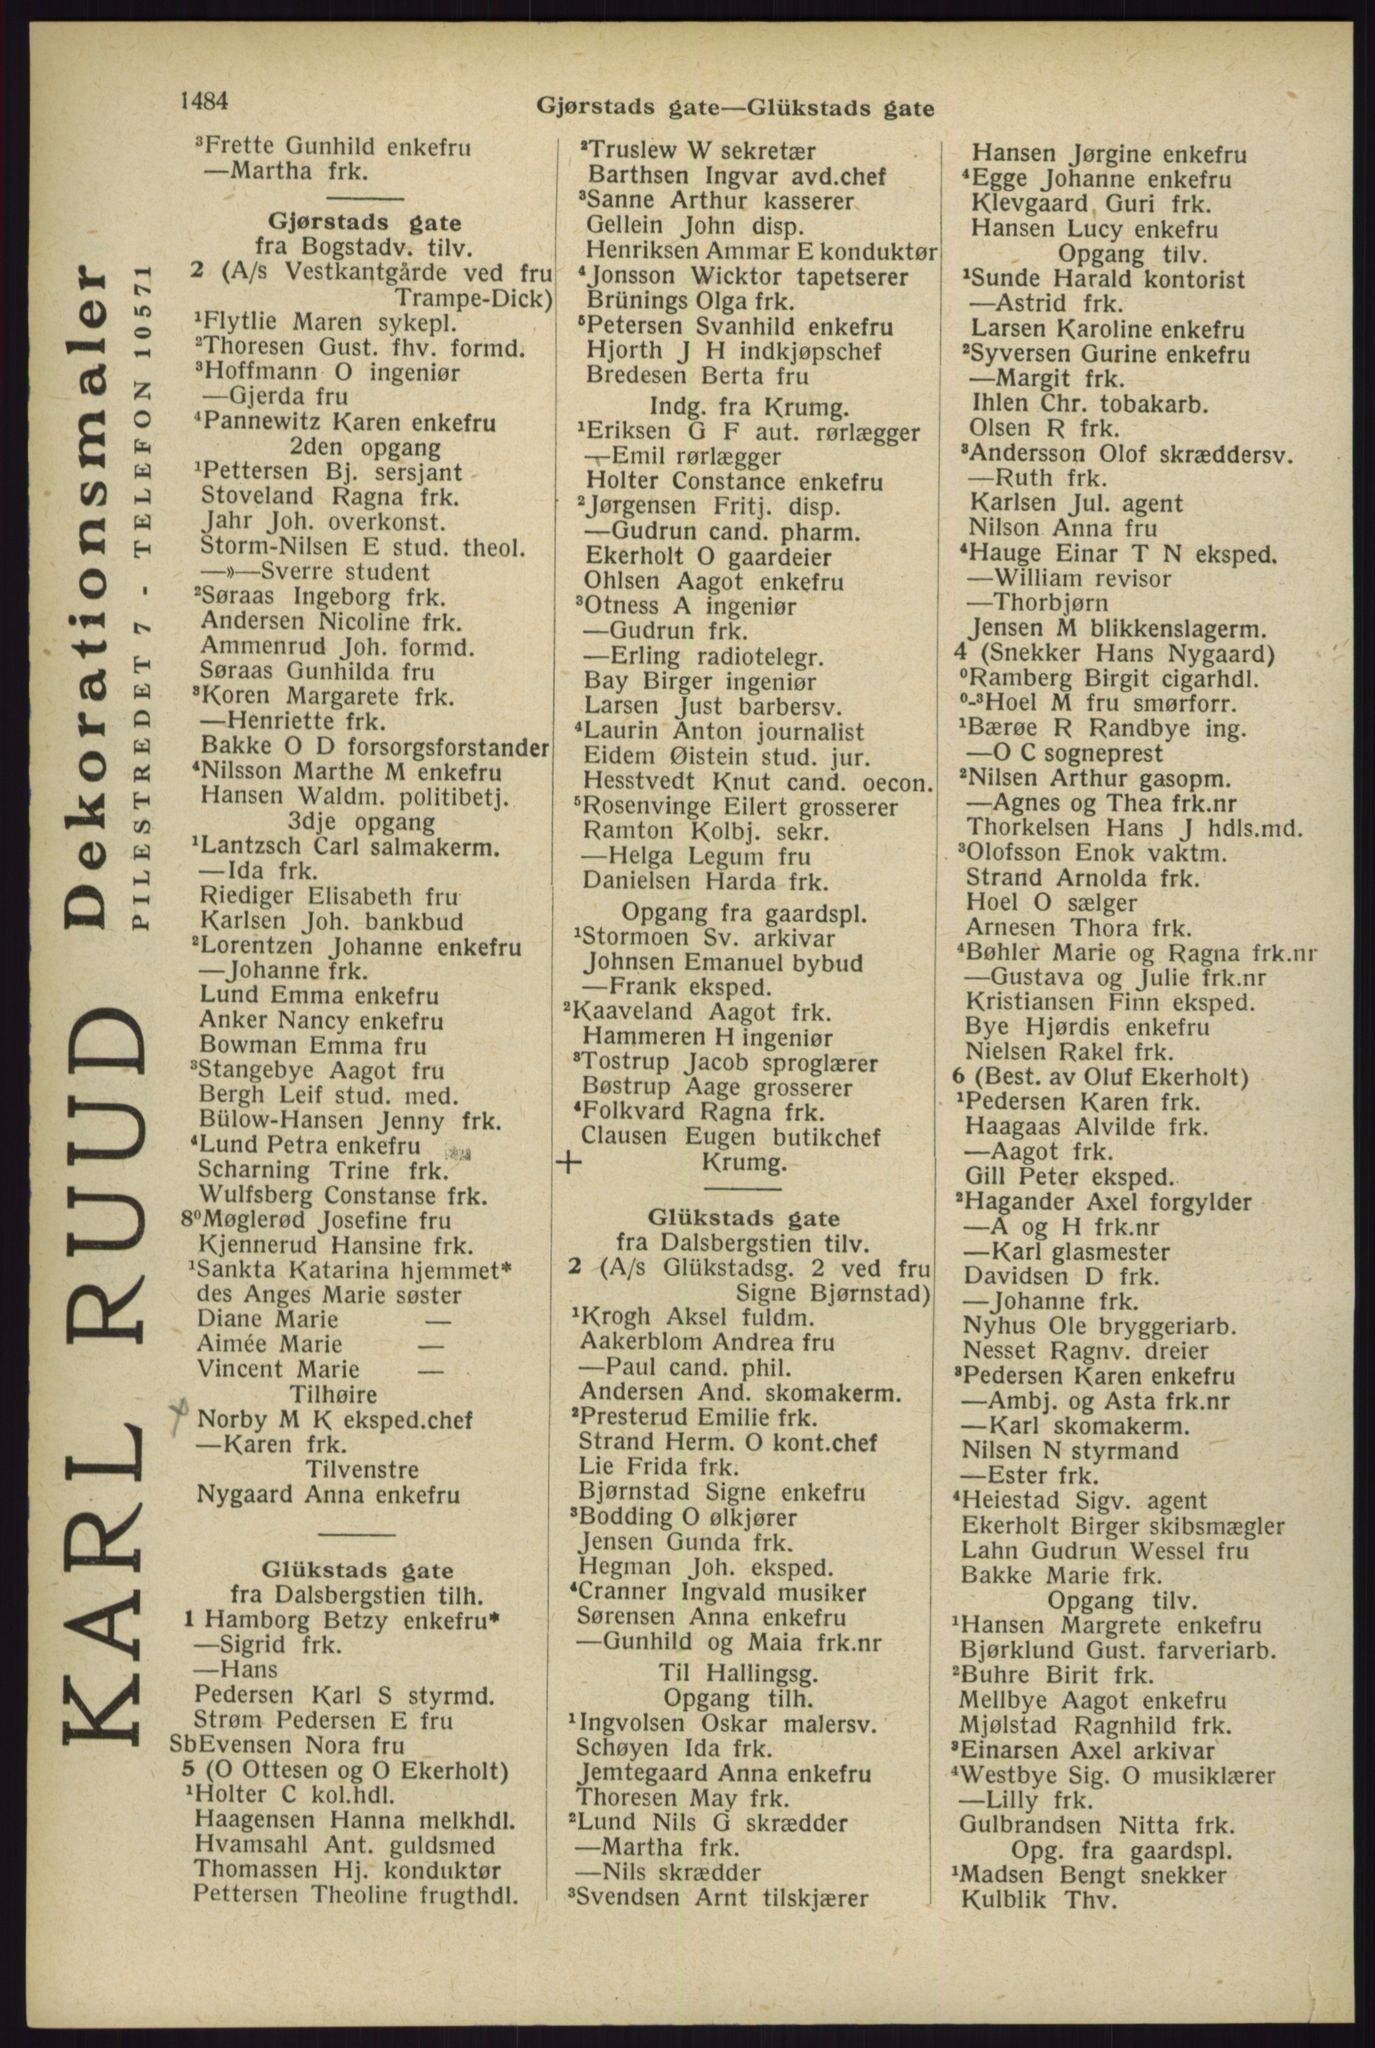 1484
Gjørstads gate—Glükstads gate
KARL RUUD Dekorationsmaler
PILESTREDET 7 - TELEFON 10571
³Frette Gunhild enkefru
—Martha frk.
Gjørstads gate
fra Bogstadv. tilv.
2 (A/s Vestkantgårde ved fru
Trampe-Dick)
¹Flytlie Maren sykepl.
²Thoresen Gust. fhv. formd.
³Hoffmann O ingeniør
—Gjerda fru
⁴Pannewitz Karen enkefru
2den opgang
¹Pettersen Bj. sersjant
Stoveland Ragna frk.
Jahr Joh. overkonst.
Storm-Nilsen E stud. theol.
—»—Sverre student
²Søraas Ingeborg frk.
Andersen Nicoline frk.
Ammenrud Joh. formd.
Søraas Gunhilda fru
³Koren Margarete frk.
—Henriette frk.
Bakke O D forsorgsforstander
⁴Nilsson Marthe M enkefru
Hansen Waldm. politibetj.
3dje opgang
¹Lantzsch Carl salmakerm.
—Ida frk.
Riediger Elisabeth fru
Karlsen Joh. bankbud
²Lorentzen Johanne enkefru
—Johanne frk.
Lund Emma enkefru
Anker Nancy enkefru
Bowman Emma fru
³Stangebye Aagot fru
Bergh Leif stud. med.
Bülow-Hansen Jenny frk.
⁴Lund Petra enkefru
Scharning Trine frk.
Wulfsberg Constanse frk.
8⁰Møglerød Josefine fru
Kjennerud Hansine frk.
¹Sankta Katarina hjemmet*
des Anges Marie søster
Diane Marie —
Aimée Marie —
Vincent Marie —
Tilhøire
Norby M K eksped.chef
—Karen frk.
Tilvenstre
Nygaard Anna enkefru
Glükstads gate
fra Dalsbergstien tilh.
1 Hamborg Betzy enkefru*
—Sigrid frk.
—Hans
Pedersen Karl S styrmd.
Strøm Pedersen E fru
SbEvensen Nora fru
5 (O Ottesen og O Ekerholt)
¹Holter C kol.hdl.
Haagensen Hanna melkhdl.
Hvamsahl Ant. guldsmed
Thomassen Hj. konduktør
Pettersen Theoline frugthdl.
²Truslew W sekretær
Barthsen Ingvar avd.chef
³Sanne Arthur kasserer
Gellein John disp.
Henriksen Ammar E konduktør
⁴Jonsson Wicktor tapetserer
Brünings Olga frk.
⁵Petersen Svanhild enkefru
Hjorth J H indkjøpschef
Bredesen Berta fru
Indg. fra Krumg.
¹Eriksen G F aut. rørlægger
—Emil rørlægger
Holter Constance enkefru
²Jørgensen Fritj. disp.
—Gudrun cand. pharm.
Ekerholt O gaardeier
Ohlsen Aagot enkefru
³Otness A ingeniør
—Gudrun frk.
—Erling radiotelegr.
Bay Birger ingeniør
Larsen Just barbersv.
⁴Laurin Anton journalist
Eidem Øistein stud. jur.
Hesstvedt Knut cand. oecon.
⁵Rosenvinge Eilert grosserer
Ramton Kolbj. sekr.
—Helga Legum fru
Danielsen Harda frk.
Opgang fra gaardspl.
¹Stormoen Sv. arkivar
Johnsen Emanuel bybud
—Frank eksped.
²Kaaveland Aagot frk.
Hammeren H ingeniør
³Tostrup Jacob sproglærer
Bøstrup Aage grosserer
⁴Folkvard Ragna frk.
Clausen Eugen butikchef
+ Krumg.
Glükstads gate
fra Dalsbergstien tilv.
2 (A/s Glükstadsg. 2 ved fru
Signe Bjørnstad)
¹Krogh Aksel fuldm.
Aakerblom Andrea fru
—Paul cand. phil.
Andersen And. skomakerm.
²Presterud Emilie frk.
Strand Herm. O kont.chef
Lie Frida frk.
Bjørnstad Signe enkefru
³Bodding O ølkjører
Jensen Gunda frk.
Hegman Joh. eksped.
⁴Cranner Ingvald musiker
Sørensen Anna enkefru
—Gunhild og Maia frk.nr
Til Hallingsg.
Opgang tilh.
¹Ingvolsen Oskar malersv.
Schøyen Ida frk.
Jemtegaard Anna enkefru
Thoresen May frk.
²Lund Nils G skrædder
—Martha frk.
—Nils skrædder
³Svendsen Arnt tilskjærer
Hansen Jørgine enkefru
⁴Egge Johanne enkefru
Klevgaard Guri frk.
Hansen Lucy enkefru
Opgang tilv.
¹Sunde Harald kontorist
—Astrid frk.
Larsen Karoline enkefru
²Syversen Gurine enkefru
—Margit frk.
Ihlen Chr. tobakarb.
Olsen R frk.
³Andersson Olof skræddersv.
—Ruth frk.
Karlsen Jul. agent
Nilson Anna fru
⁴Hauge Einar T N eksped.
—William revisor
—Thorbjørn
Jensen M blikkenslagerm.
4 (Snekker Hans Nygaard)
⁰Ramberg Birgit cigarhdl.
⁰-³Hoel M fru smørforr.
¹Bærøe R Randbye ing.
—O C sogneprest
²Nilsen Arthur gasopm.
—Agnes og Thea frk.nr
Thorkelsen Hans J hdls.md.
³Olofsson Enok vaktm.
Strand Arnolda frk.
Hoel O sælger
Arnesen Thora frk.
⁴Bøhler Marie og Ragna frk.nr
—Gustava og Julie frk.nr
Kristiansen Finn eksped.
Bye Hjørdis enkefru
Nielsen Rakel frk.
6 (Best. av Oluf Ekerholt)
¹Pedersen Karen frk.
Haagaas Alvilde frk.
—Aagot frk.
Gill Peter eksped.
²Hagander Axel forgylder
—A og H frk.nr
—Karl glasmester
Davidsen D frk.
—Johanne frk.
Nyhus Ole bryggeriarb.
Nesset Ragnv. dreier
³Pedersen Karen enkefru
—Ambj. og Asta frk.nr
—Karl skomakerm.
Nilsen N styrmand
—Ester frk.
⁴Heiestad Sigv. agent
Ekerholt Birger skibsmægler
Lahn Gudrun Wessel fru
Bakke Marie frk.
Opgang tilv.
¹Hansen Margrete enkefru
Bjørklund Gust. farveriarb.
²Buhre Birit frk.
Mellbye Aagot enkefru
Mjølstad Ragnhild frk.
³Einarsen Axel arkivar
⁴Westbye Sig. O musiklærer
—Lilly frk.
Gulbrandsen Nitta frk.
Opg. fra gaardspl.
¹Madsen Bengt snekker
Kulblik Thv.